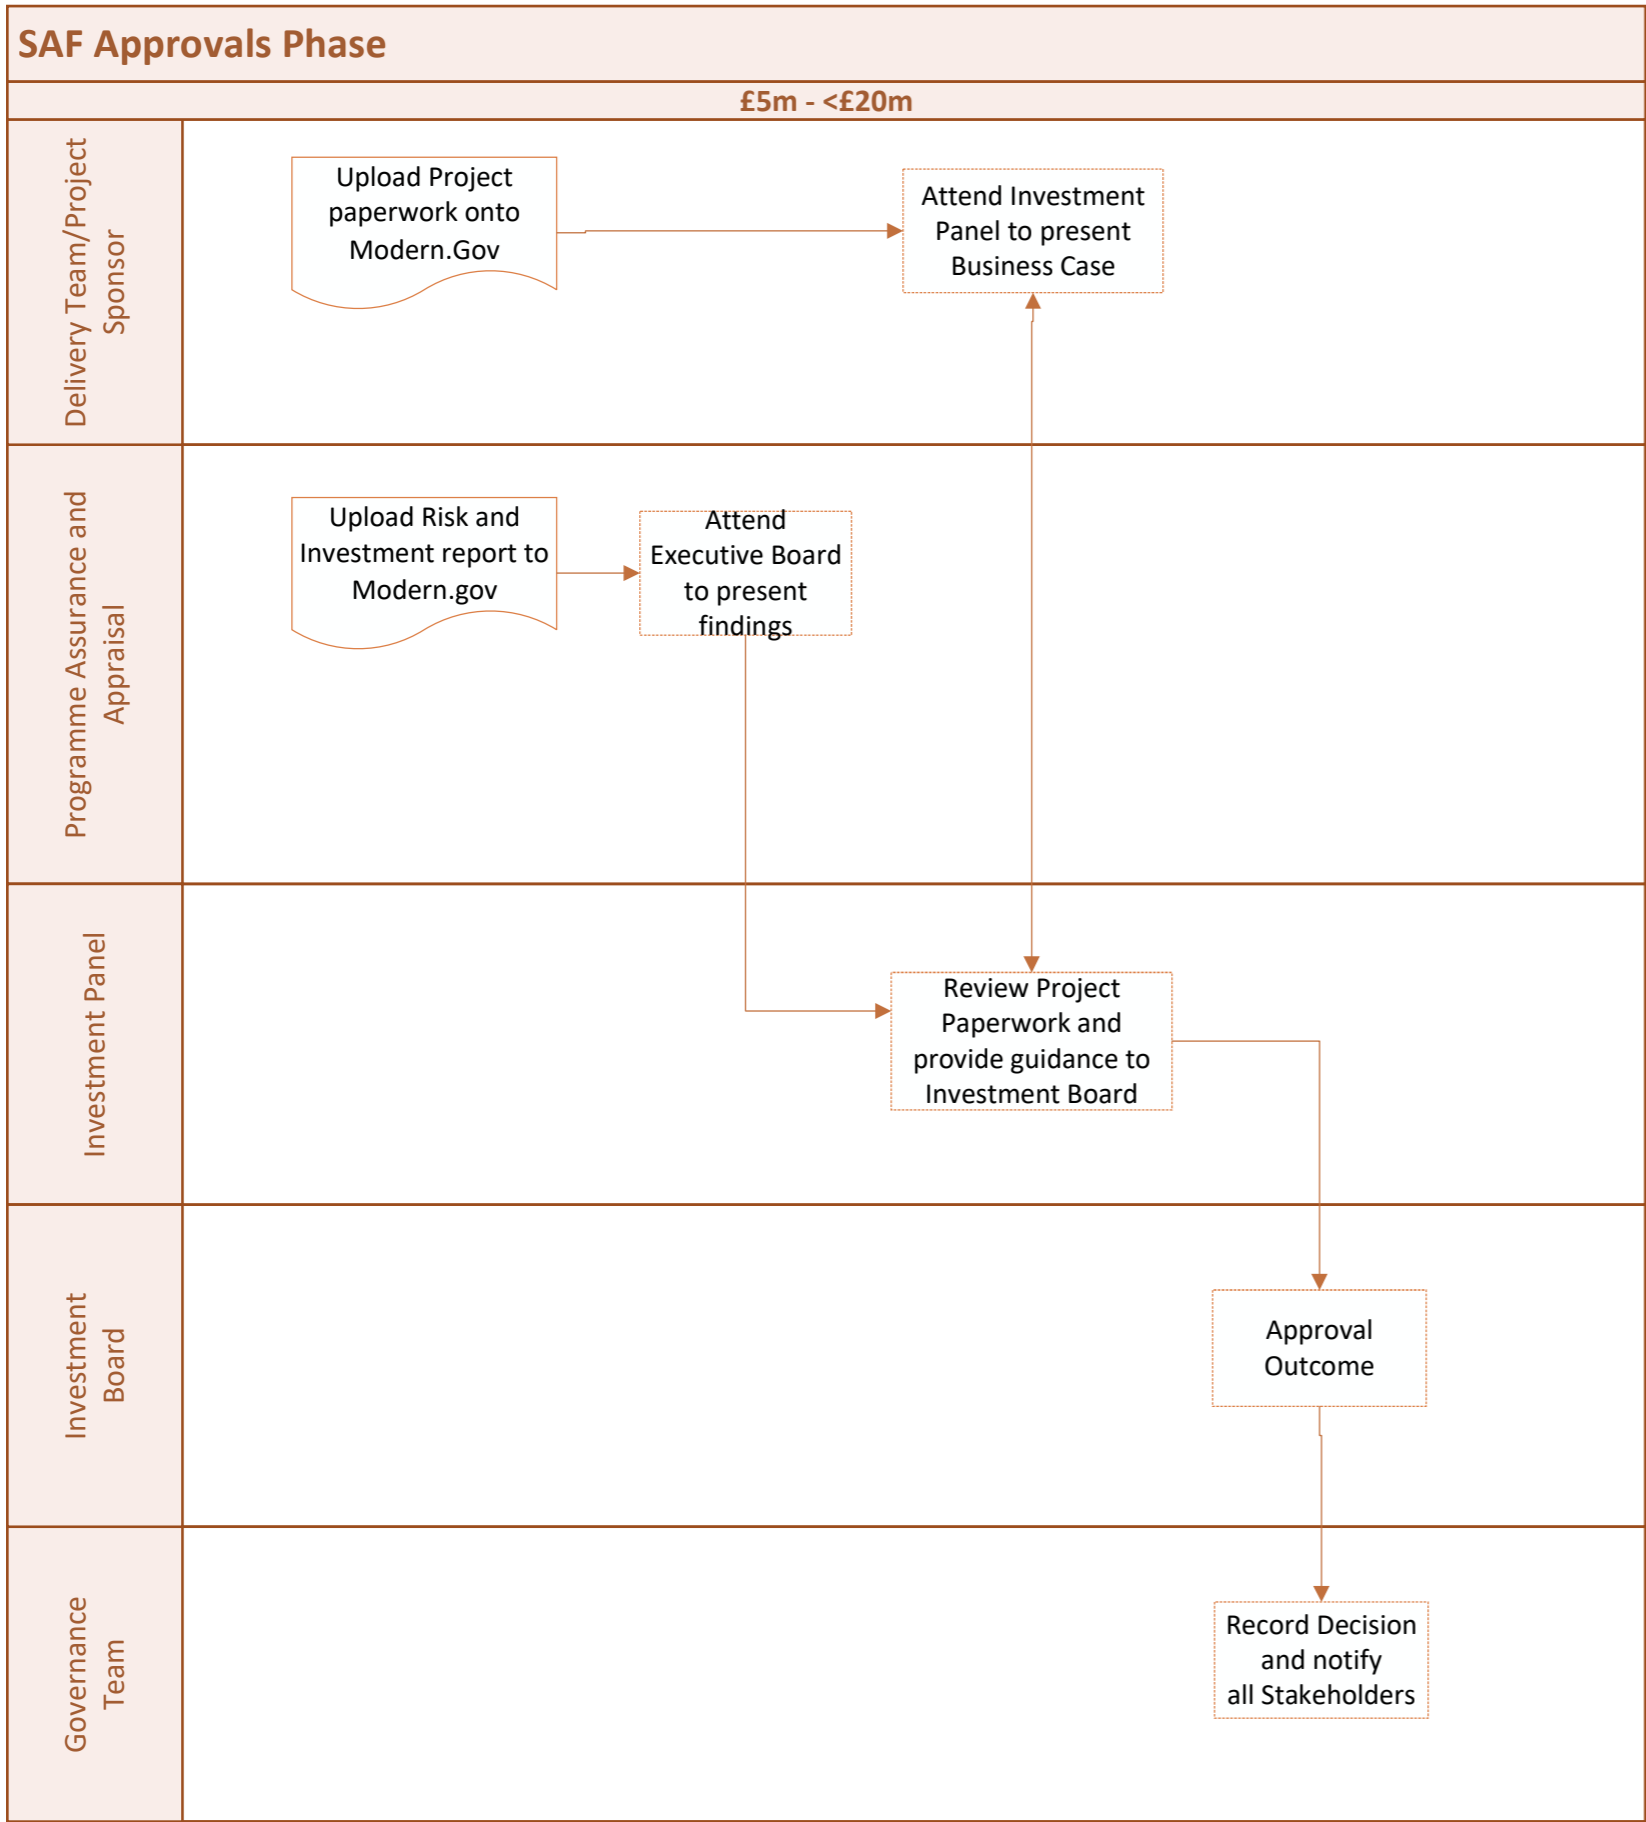 SAF Approvals Phase
£5m - <£20m
Delivery Team/Project
Sponsor
Upload Project
paperwork onto
Modern.Gov
Attend Investment
Panel to present
Business Case
Programme Assurance and
Appraisal
Upload Risk and
Investment report to
Modern.gov
Attend
Executive Board
to present
findings
Investment Panel
Review Project
Paperwork and
provide guidance to
Investment Board
Investment
Board
Approval
Outcome
Governance
Team
Record Decision
and notify
all Stakeholders